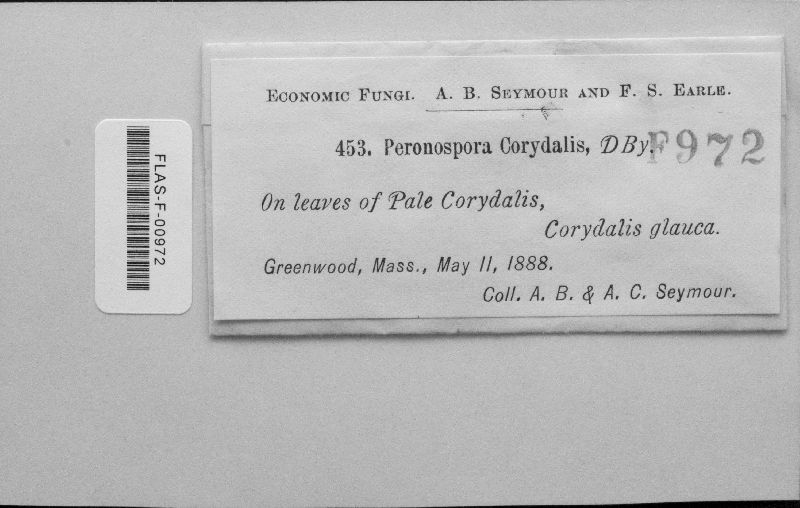 FLAS-F-00972
ECONOMIC FUNGI. A. B. SEYMOUR AND F. S. EARLE.
453. Peronospora Corydalis, DBy.
F972
On leaves of Pale Corydalis,
Corydalis glauca.
Greenwood, Mass., May 11, 1888.
Coll. A. B. & A. C. Seymour.